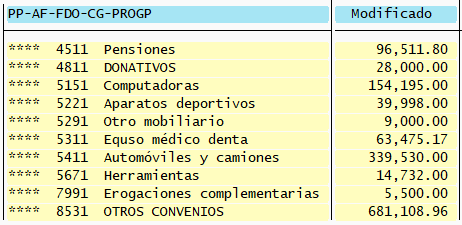 PP-AF-FDO-CG-PROGP Modificado
**** 4511 Pensiones 96,511.80
**** 4811 DONATIVOS 28,000.00
**** 5151 Computadoras 154,195.00
**** 5221 Aparatos deportivos 39,998.00
**** 5291 Otro mobiliario 9,000.00
**** 5311 Equso médico denta 63,475.17
**** 5411 Automóviles y camiones 339,530.00
**** 5671 Herramientas 14,732.00
**** 7991 Erogaciones complementarias 5,500.00
**** 8531 OTROS CONVENIOS 681,108.96